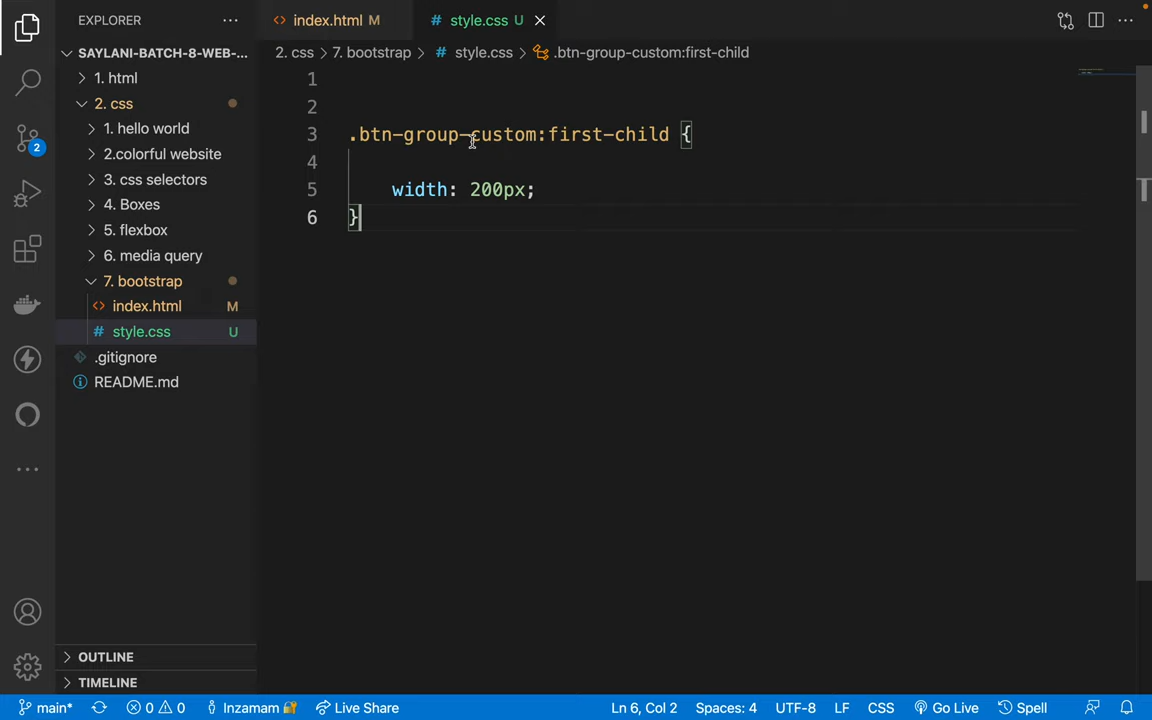 EXPLORER
index.html M
style.css U
SAYLANI-BATCH-8-WEB-...
2. css > 7. bootstrap > # style.css > .btn-group-custom:first-child
1. html
2. css
1. hello world
2.colorful website
3. css selectors
4. Boxes
5. flexbox
6. media query
7. bootstrap
index.html M
style.css U
.gitignore
README.md
2
1
2
3 .btn-group-custom:first-child {
4
5 width: 200px;
6 }
OUTLINE
TIMELINE
main* 0 0 Inzamam Live Share Ln 6, Col 2 Spaces: 4 UTF-8 LF CSS Go Live Spell